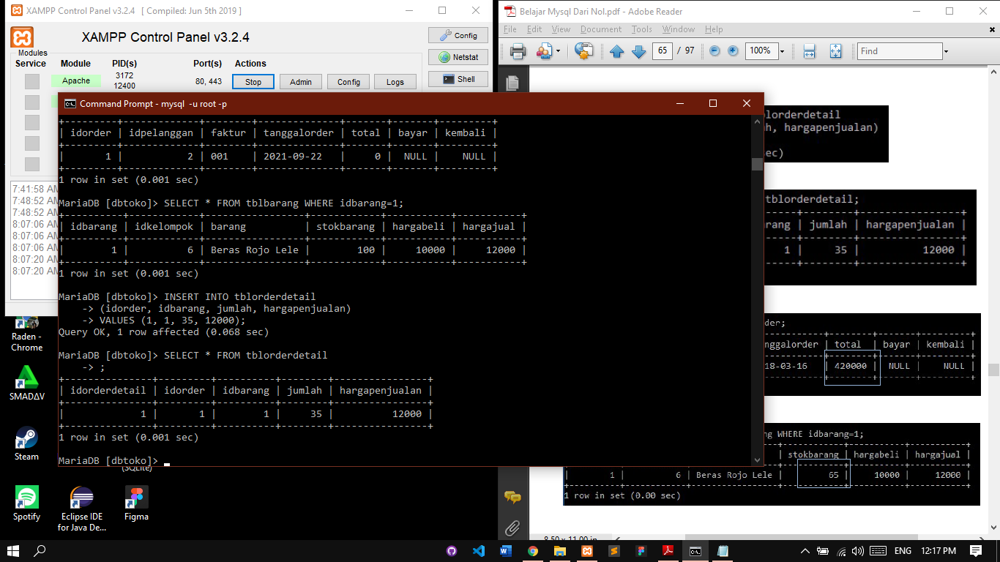 XAMPP Control Panel v3.2.4 [ Compiled: Jun 5th 2019 ]
XAMPP Control Panel v3.2.4
Config
Modules
Service Module PID(s) Port(s) Actions
Netstat
Apache 3172 12400 80, 443 Stop Admin Config Logs
Shell
Command Prompt - mysql -u root -p
+---------+-------------+--------+--------------+-------+-------+---------+
| idorder | idpelanggan | faktur | tanggalorder | total | bayar | kembali |
+---------+-------------+--------+--------------+-------+-------+---------+
|       1 |           2 | 001    | 2021-09-22   |     0 |  NULL |    NULL |
+---------+-------------+--------+--------------+-------+-------+---------+
1 row in set (0.001 sec)
MariaDB [dbtoko]> SELECT * FROM tblbarang WHERE idbarang=1;
+----------+------------+-----------------+------------+-----------+-----------+
| idbarang | idkelompok | barang          | stokbarang | hargabeli | hargajual |
+----------+------------+-----------------+------------+-----------+-----------+
|        1 |          6 | Beras Rojo Lele |        100 |     10000 |     12000 |
+----------+------------+-----------------+------------+-----------+-----------+
1 row in set (0.001 sec)
MariaDB [dbtoko]> INSERT INTO tblorderdetail
    -> (idorder, idbarang, jumlah, hargapenjualan)
    -> VALUES (1, 1, 35, 12000);
Query OK, 1 row affected (0.068 sec)
MariaDB [dbtoko]> SELECT * FROM tblorderdetail
    -> ;
+---------------+---------+----------+--------+----------------+
| idorderdetail | idorder | idbarang | jumlah | hargapenjualan |
+---------------+---------+----------+--------+----------------+
|             1 |       1 |        1 |     35 |          12000 |
+---------------+---------+----------+--------+----------------+
1 row in set (0.001 sec)
MariaDB [dbtoko]>
7:41:58 AM
7:48:52 AM
7:48:52 AM
8:07:06 AM
8:07:06 AM
8:07:06 AM
8:07:20 AM
8:07:20 AM
Raden - Chrome
SMADΔV
Steam
(SQLite)
Spotify
Eclipse IDE for Java De...
Figma
Belajar Mysql Dari Nol.pdf - Adobe Reader
File Edit View Document Tools Window Help
65 / 97 100% Find
lorderdetail
ah, hargapenjualan)
ec)
tblorderdetail;
rang | jumlah | hargapenjualan |
1 | 35 | 12000 |
der;
nggalorder | total | bayar | kembali |
18-03-16 | 420000 | NULL | NULL |
ng WHERE idbarang=1;
| stokbarang | hargabeli | hargajual |
| 1 | 6 | Beras Rojo Lele | 65 | 10000 | 12000 |
1 row in set (0.00 sec)
8.50 x 11.00 in
ENG 12:17 PM